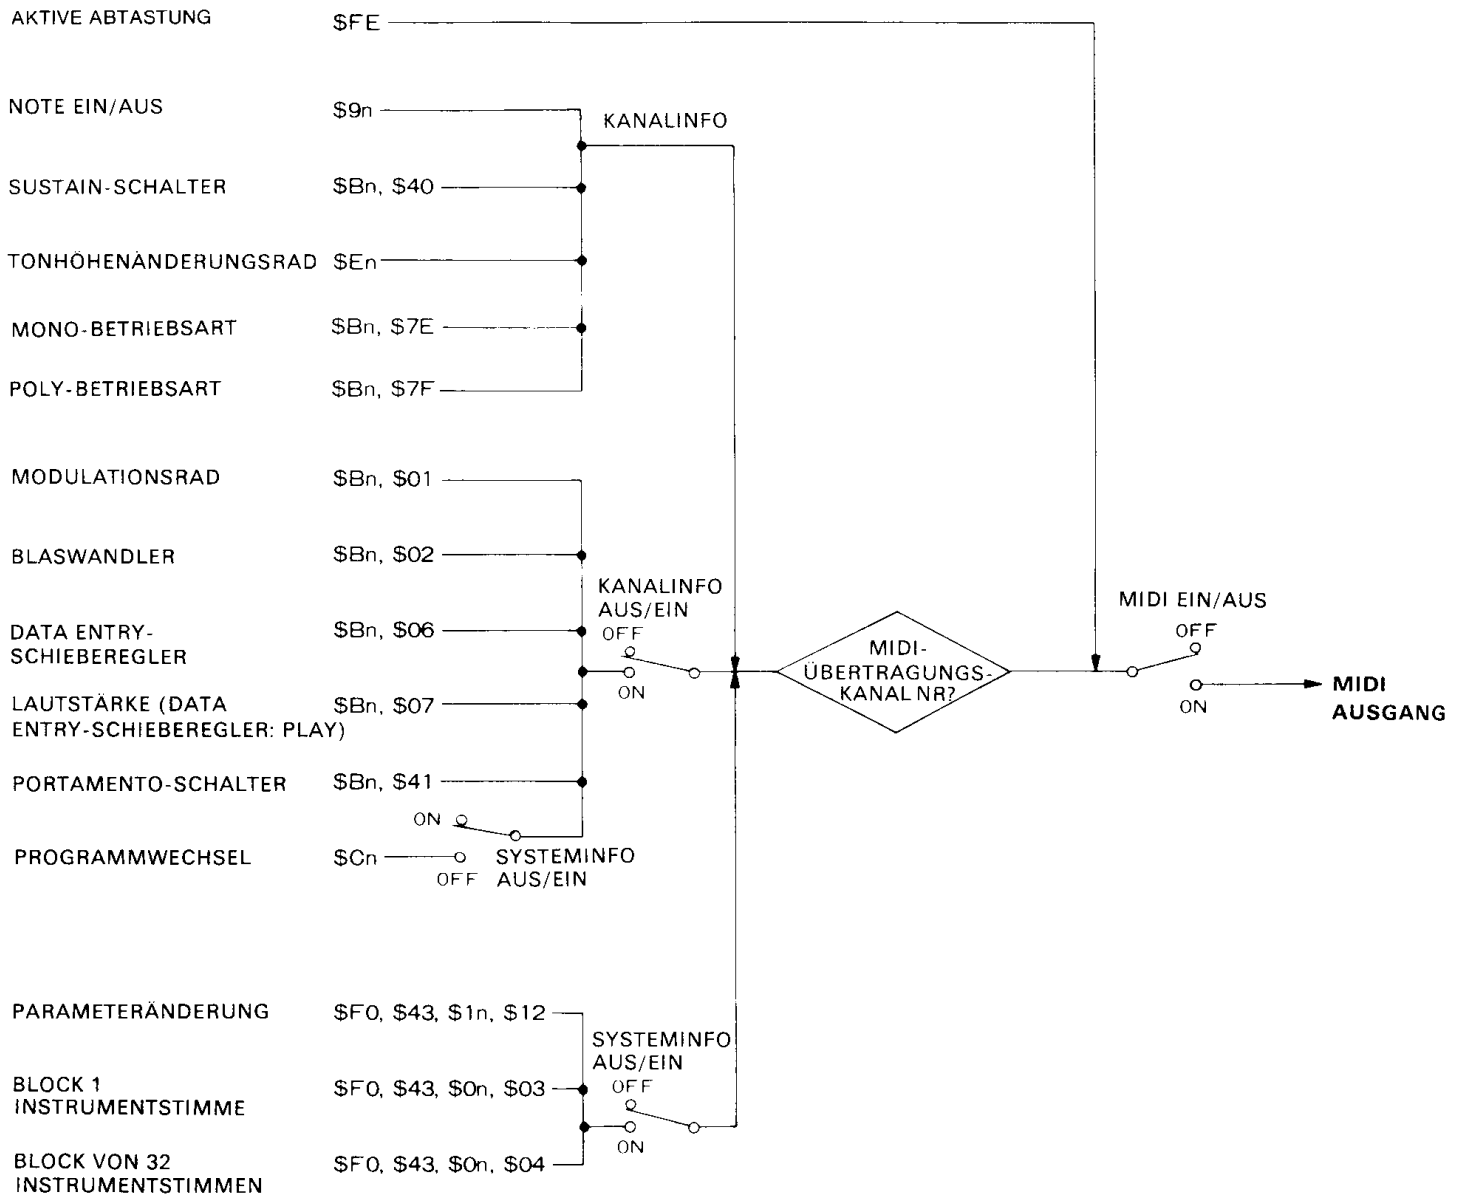 AKTIVE ABTASTUNG $FE
NOTE EIN/AUS $9n
KANALINFO
SUSTAIN-SCHALTER $Bn, $40
TONHÖHENÄNDERUNGSRAD $En
MONO-BETRIEBSART $Bn, $7E
POLY-BETRIEBSART $Bn, $7F
MODULATIONSRAD $Bn, $01
BLASWANDLER $Bn, $02
KANALINFO
AUS/EIN
OFF
ON
DATA ENTRY-
SCHIEBEREGLER
$Bn, $06
MIDI-
ÜBERTRAGUNGS-
KANAL NR?
MIDI EIN/AUS
OFF
ON
MIDI
AUSGANG
LAUTSTÄRKE (DATA
ENTRY-SCHIEBEREGLER: PLAY)
$Bn, $07
PORTAMENTO-SCHALTER $Bn, $41
ON
PROGRAMMWECHSEL $Cn
OFF
SYSTEMINFO
AUS/EIN
PARAMETERÄNDERUNG $F0, $43, $1n, $12
SYSTEMINFO
AUS/EIN
OFF
ON
BLOCK 1
INSTRUMENTSTIMME
$F0, $43, $0n, $03
BLOCK VON 32
INSTRUMENTSTIMMEN
$F0, $43, $0n, $04